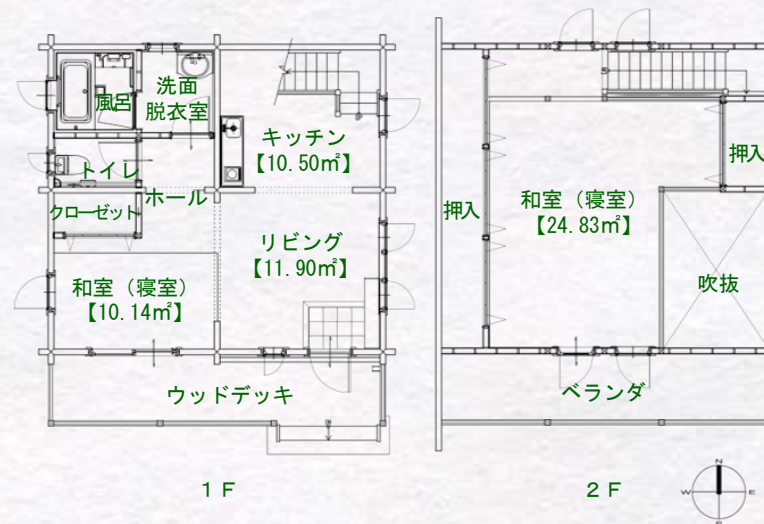 風呂
洗面
脱衣室
キッチン
【10.50㎡】
トイレ
ホール
クローゼット
リビング
【11.90㎡】
和室（寝室）
【10.14㎡】
ウッドデッキ
1F
押入
和室（寝室）
【24.83㎡】
押入
吹抜
ベランダ
2F
N
W
E
S